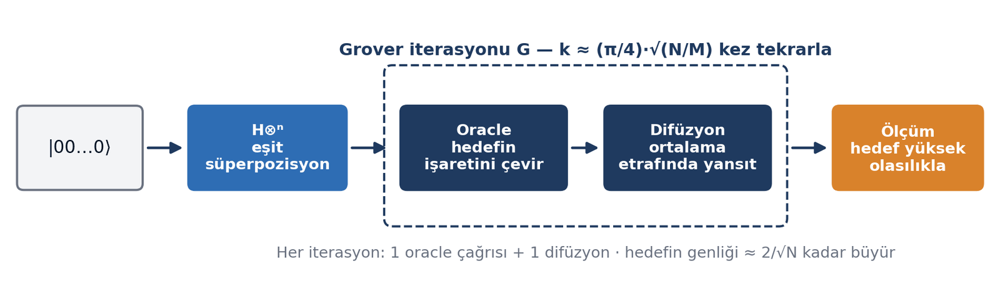 Grover iterasyonu G — k ≈ (π/4)·√(N/M) kez tekrarla
|00…0⟩
H⊗ⁿ
eşit
süperpozisyon
Oracle
hedefin
işaretini çevir
Difüzyon
ortalama
etrafında yansıt
Ölçüm
hedef yüksek
olasılıkla
Her iterasyon: 1 oracle çağrısı + 1 difüzyon · hedefin genliği ≈ 2/√N kadar büyür